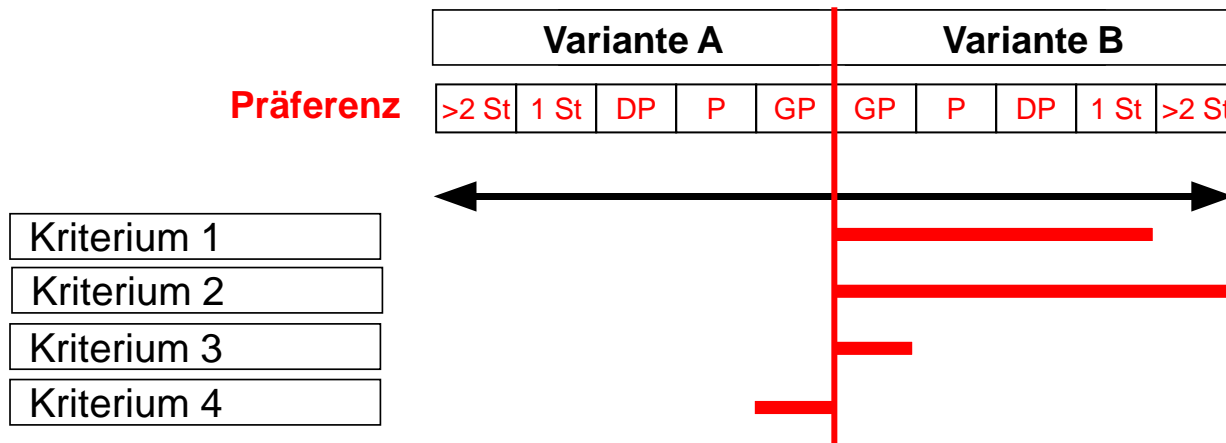 Variante A Variante B
Präferenz >2 St 1 St DP P GP GP P DP 1 St >2 St
Kriterium 1
Kriterium 2
Kriterium 3
Kriterium 4